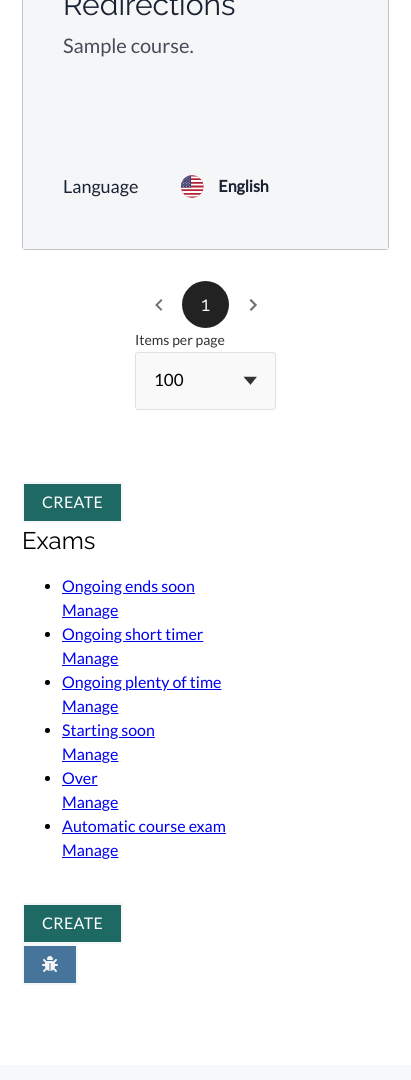 Redirections
Sample course.
Language English
1
Items per page
100
CREATE
Exams
Ongoing ends soon
Manage
Ongoing short timer
Manage
Ongoing plenty of time
Manage
Starting soon
Manage
Over
Manage
Automatic course exam
Manage
CREATE